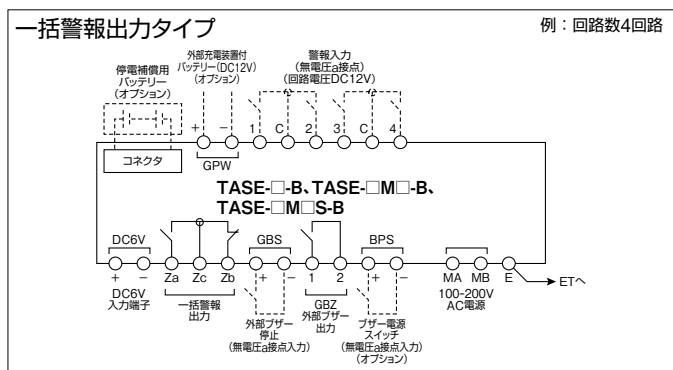 一括警報出力タイプ
例：回路数4回路
停電補償用
バッテリー
(オプション)
外部充電装置付
バッテリー(DC12V)
(オプション)
警報入力
(無電圧a接点)
(回路電圧DC12V)
+ − 1 C 2 3 C 4
コネクタ
GPW
TASE-□-B、TASE-□M□-B、
TASE-□M□S-B
DC6V GBS BPS
+ − Za Zc Zb + − 1 2 + − MA MB E
ETへ
DC6V
入力端子
一括警報
出力
外部ブザー
停止
(無電圧a接点入力)
GBZ
外部ブザー
出力
ブザー電源
スイッチ
(無電圧a接点入力)
(オプション)
100-200V
AC電源